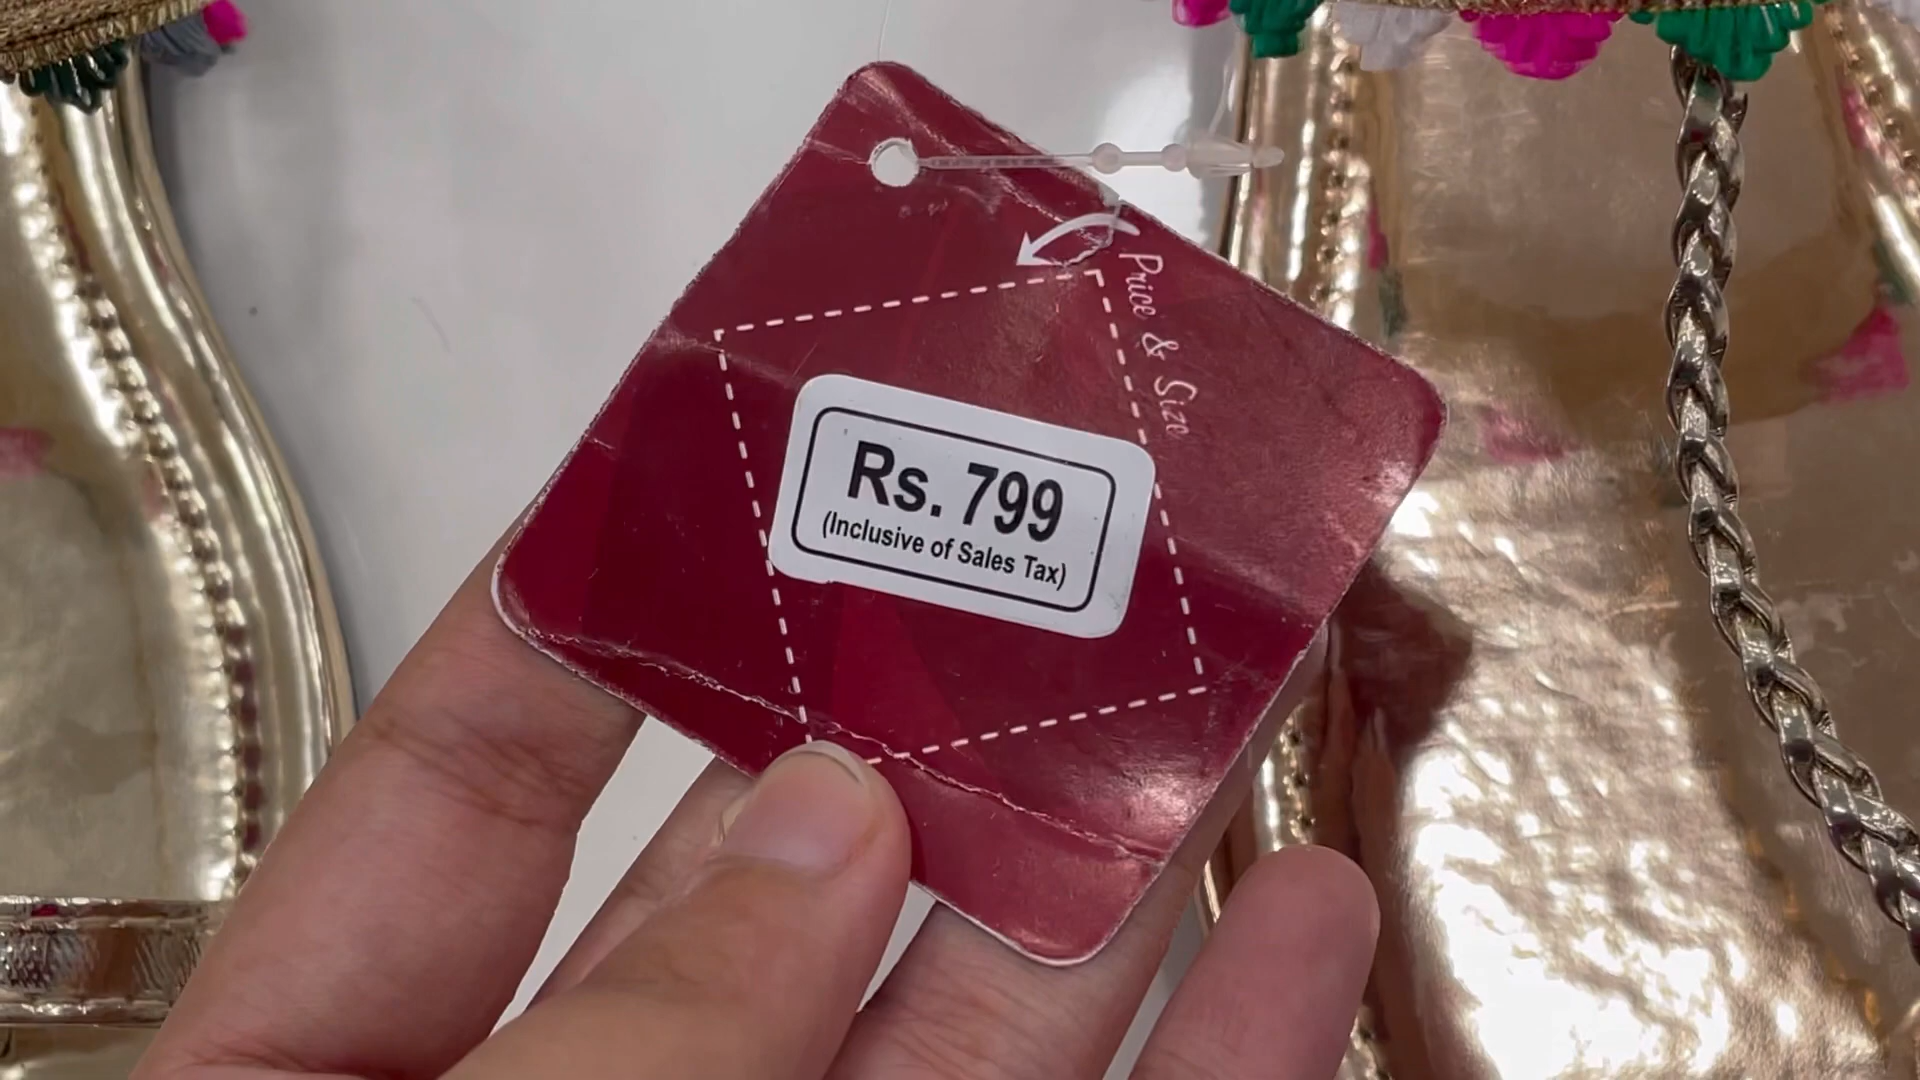 Price & Size
Rs. 799
(Inclusive of Sales Tax)